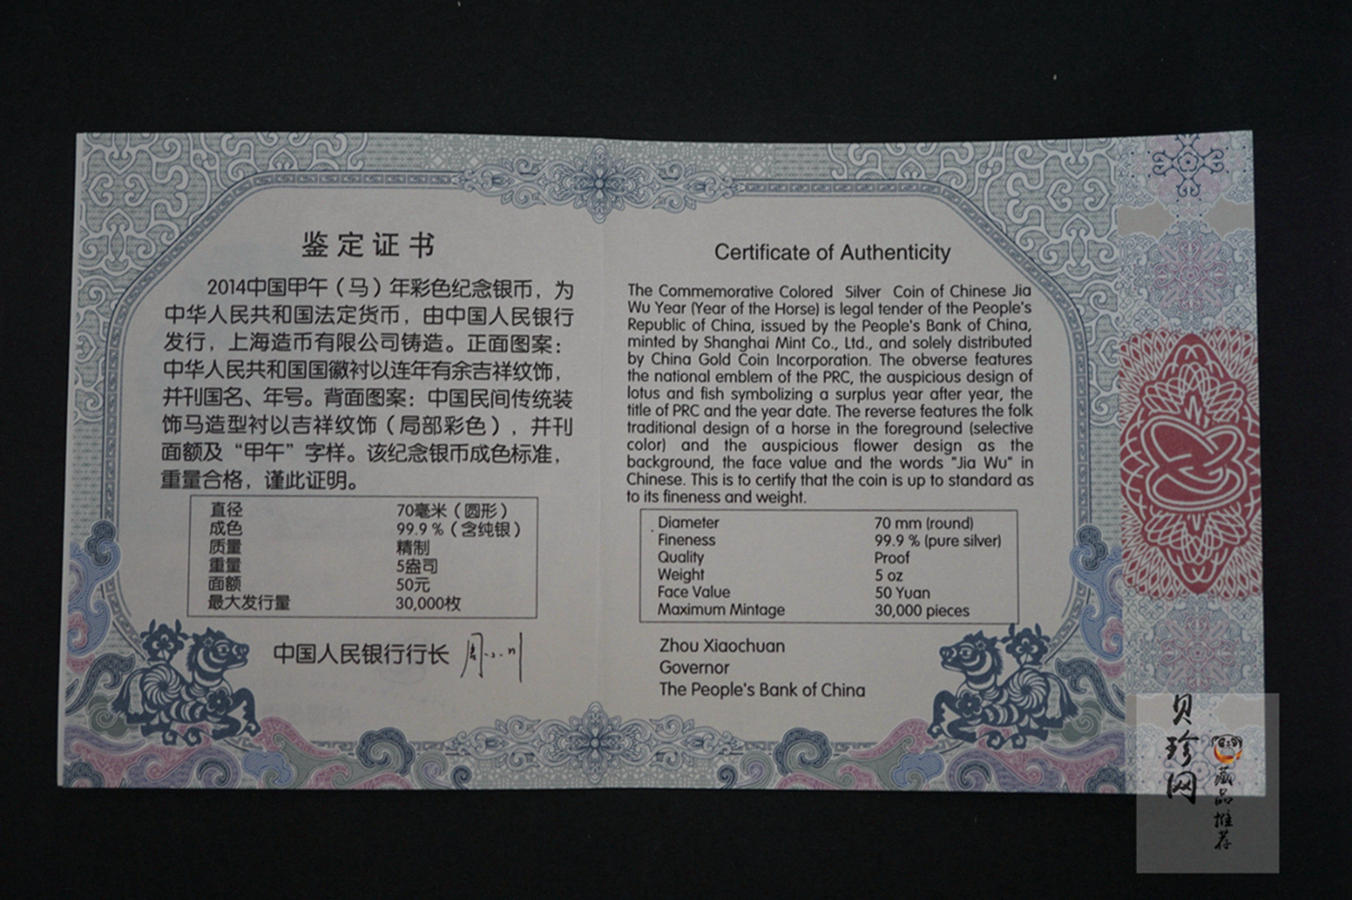 鉴定证书
2014中国甲午（马）年彩色纪念银币，为
中华人民共和国法定货币，由中国人民银行
发行，上海造币有限公司铸造。正面图案：
中华人民共和国国徽衬以连年有余吉祥纹饰，
并刊国名、年号。背面图案：中国民间传统装
饰马造型衬以吉祥纹饰（局部彩色），并刊
面额及“甲午”字样。该纪念银币成色标准，
重量合格，谨此证明。
直径 70毫米（圆形）
成色 99.9 %（含纯银）
质量 精制
重量 5盎司
面额 50元
最大发行量 30,000枚
中国人民银行行长
Certificate of Authenticity
The Commemorative Colored Silver Coin of Chinese Jia
Wu Year (Year of the Horse) is legal tender of the People's
Republic of China, issued by the People's Bank of China,
minted by Shanghai Mint Co., Ltd., and solely distributed
by China Gold Coin Incorporation. The obverse features
the national emblem of the PRC, the auspicious design of
lotus and fish symbolizing a surplus year after year, the
title of PRC and the year date. The reverse features the folk
traditional design of a horse in the foreground (selective
color) and the auspicious flower design as the
background, the face value and the words "Jia Wu" in
Chinese. This is to certify that the coin is up to standard as
to its fineness and weight.
Diameter 70 mm (round)
Fineness 99.9 % (pure silver)
Quality Proof
Weight 5 oz
Face Value 50 Yuan
Maximum Mintage 30,000 pieces
Zhou Xiaochuan
Governor
The People's Bank of China
贝珍网
藏品推荐